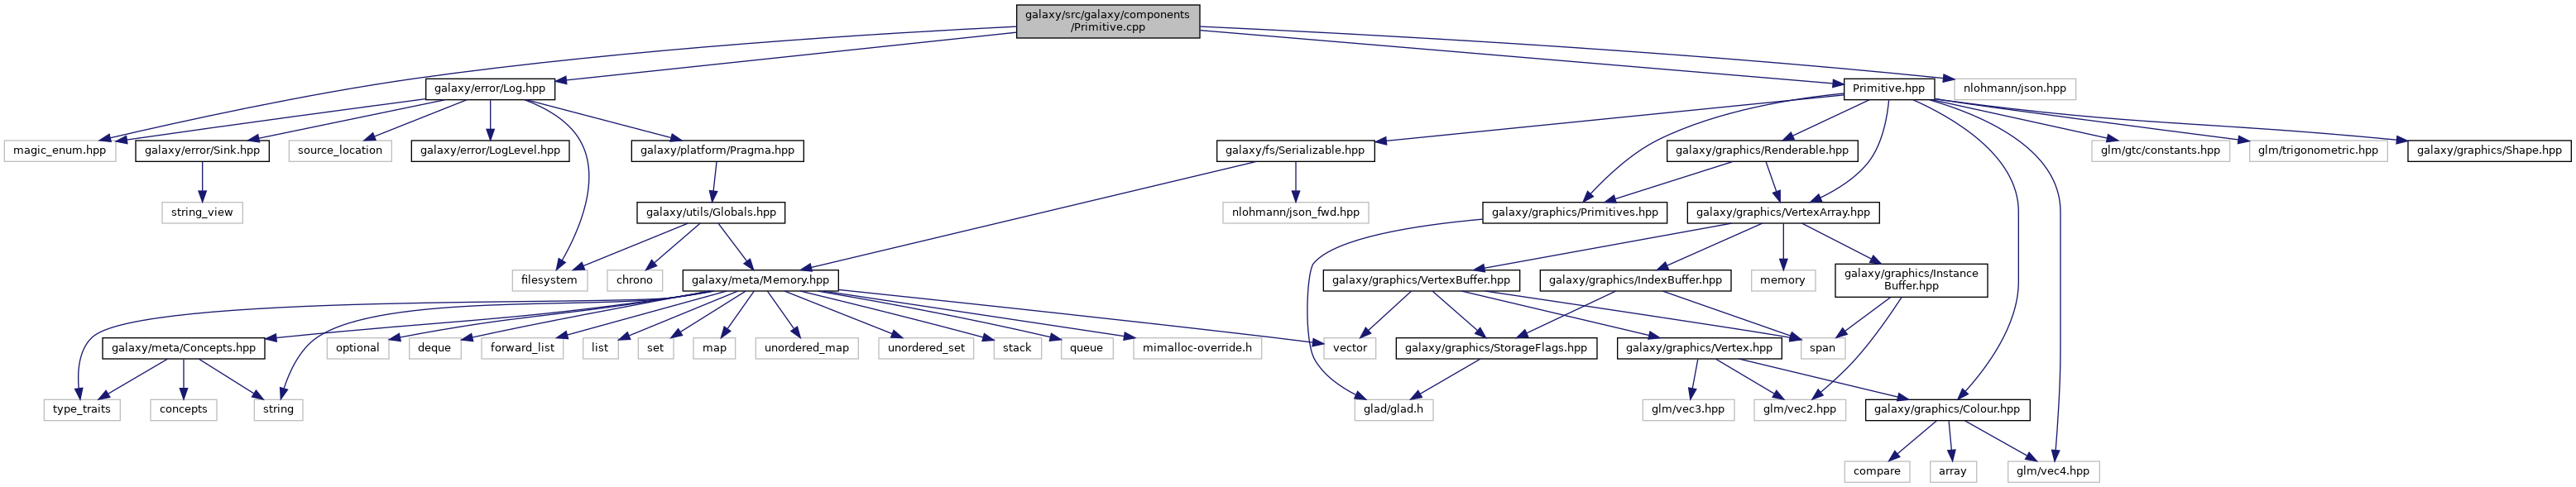 galaxy/src/galaxy/components
/Primitive.cpp
galaxy/error/Log.hpp
Primitive.hpp
nlohmann/json.hpp
magic_enum.hpp
galaxy/error/Sink.hpp
source_location
galaxy/error/LogLevel.hpp
galaxy/platform/Pragma.hpp
galaxy/fs/Serializable.hpp
galaxy/graphics/Renderable.hpp
glm/gtc/constants.hpp
glm/trigonometric.hpp
galaxy/graphics/Shape.hpp
string_view
galaxy/utils/Globals.hpp
nlohmann/json_fwd.hpp
galaxy/graphics/Primitives.hpp
galaxy/graphics/VertexArray.hpp
filesystem
chrono
galaxy/meta/Memory.hpp
galaxy/graphics/VertexBuffer.hpp
galaxy/graphics/IndexBuffer.hpp
memory
galaxy/graphics/Instance
Buffer.hpp
galaxy/meta/Concepts.hpp
optional
deque
forward_list
list
set
map
unordered_map
unordered_set
stack
queue
mimalloc-override.h
vector
galaxy/graphics/StorageFlags.hpp
galaxy/graphics/Vertex.hpp
span
type_traits
concepts
string
glad/glad.h
glm/vec3.hpp
glm/vec2.hpp
galaxy/graphics/Colour.hpp
compare
array
glm/vec4.hpp